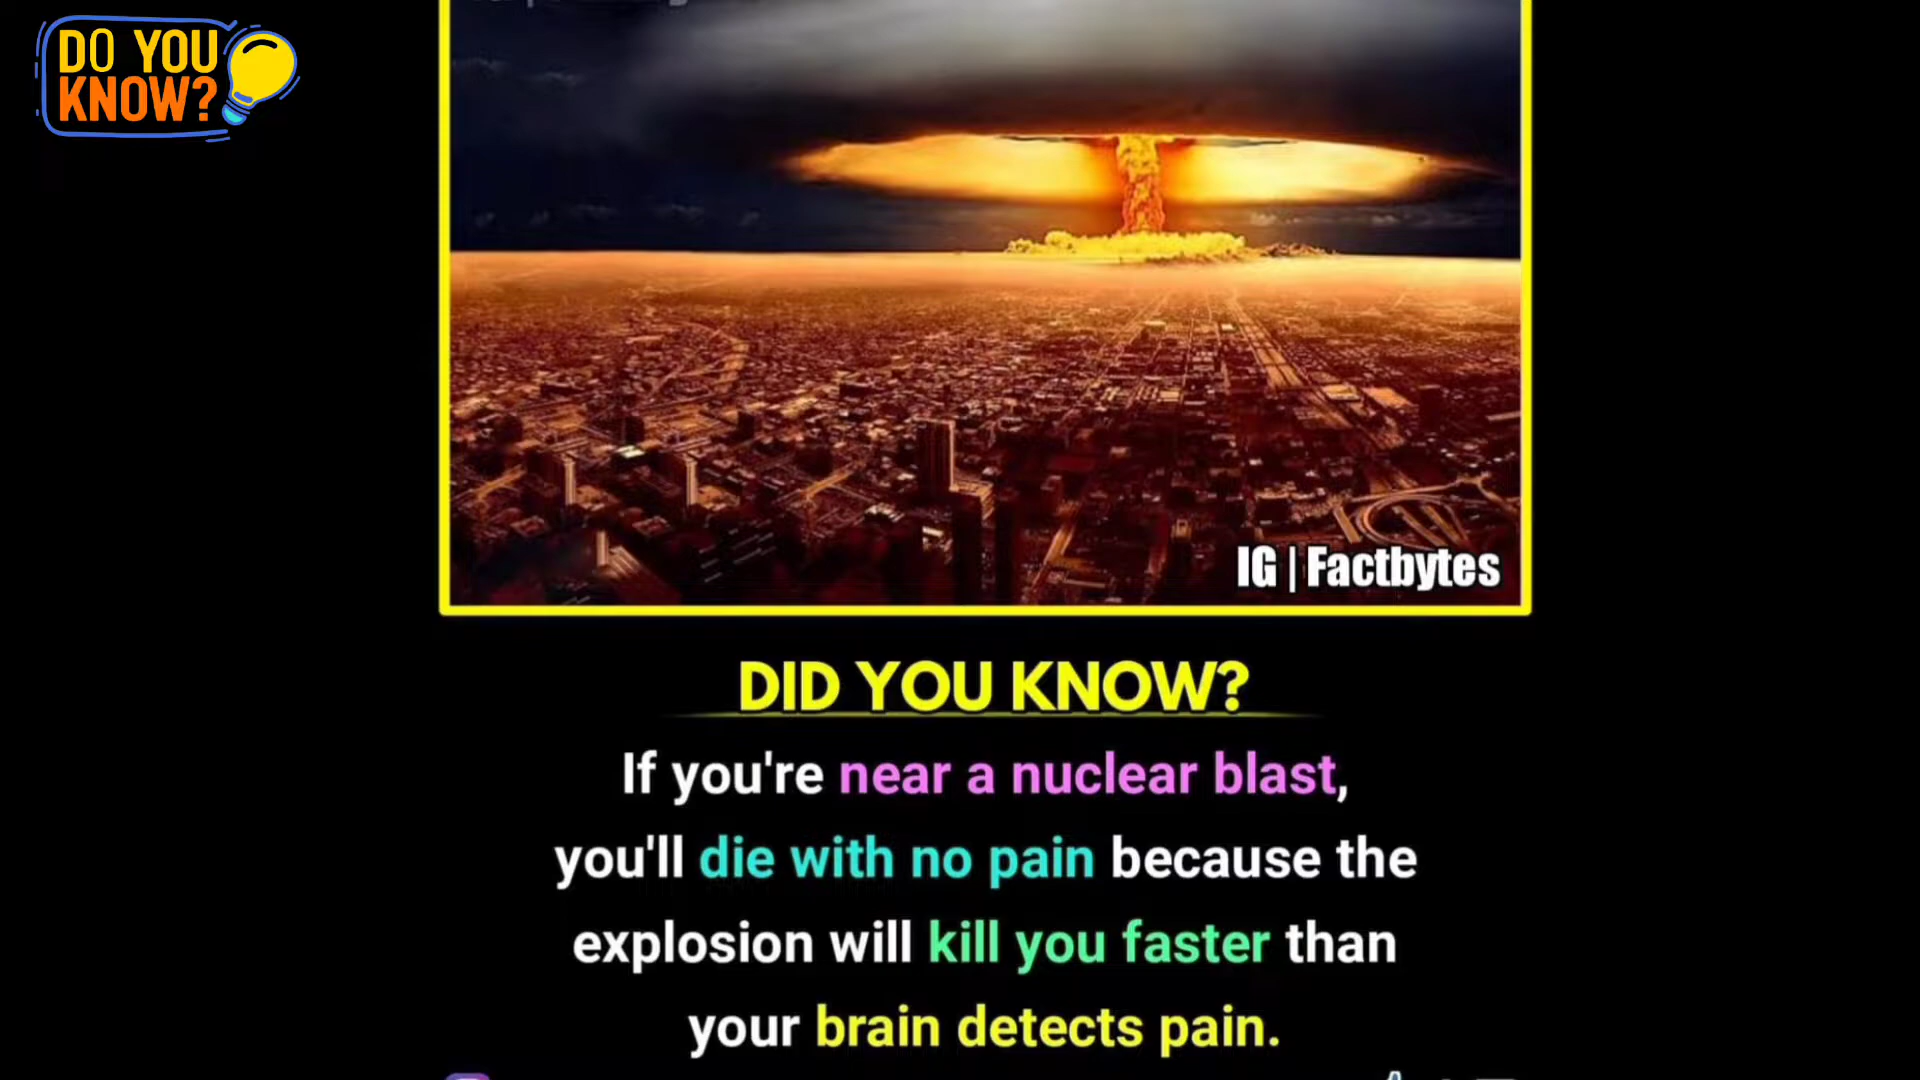 DO YOU
KNOW?
IG | Factbytes
DID YOU KNOW?
If you're near a nuclear blast,
you'll die with no pain because the
explosion will kill you faster than
your brain detects pain.